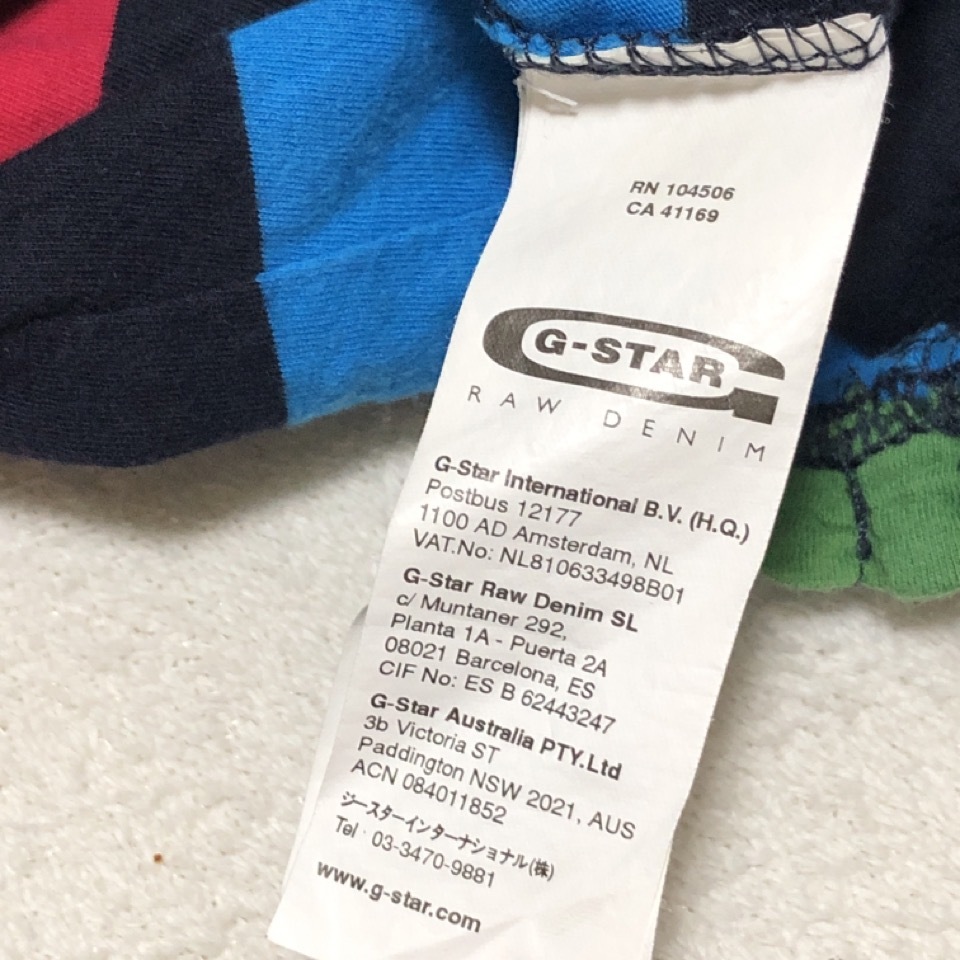 RN 104506
CA 41169
G-STAR
RAW DENIM
G-Star International B.V. (H.Q.)
Postbus 12177
1100 AD Amsterdam, NL
VAT.No: NL810633498B01
G-Star Raw Denim SL
c/ Muntaner 292,
Planta 1A - Puerta 2A
08021 Barcelona, ES
CIF No: ES B 62443247
G-Star Australia PTY.Ltd
3b Victoria ST
Paddington NSW 2021, AUS
ACN 084011852
ジースターインターナショナル(株)
Tel · 03-3470-9881
www.g-star.com